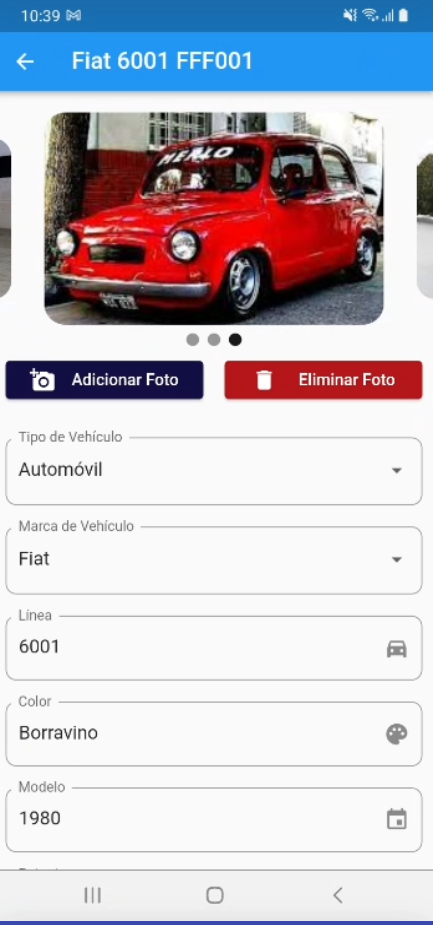 10:39
Fiat 6001 FFF001
MERLO
Adicionar Foto
Eliminar Foto
Tipo de Vehículo
Automóvil
Marca de Vehículo
Fiat
Línea
6001
Color
Borravino
Modelo
1980